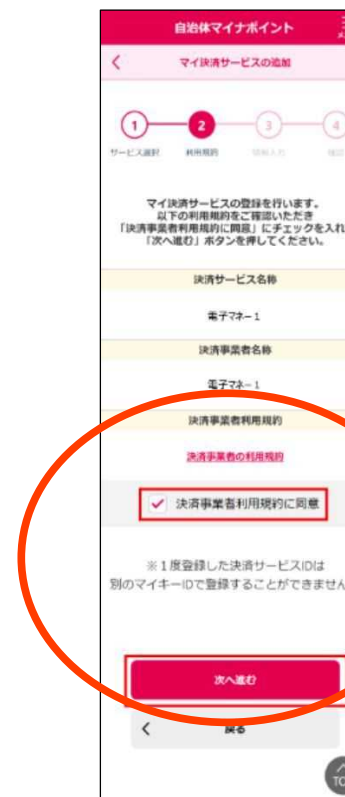 自治体マイナポイント
マイ決済サービスの追加
1 2 3 4
サービス選択 利用規約 情報入力
マイ決済サービスの登録を行います。
以下の利用規約をご確認いただき
「決済事業者利用規約に同意」にチェックを入れ
「次へ進む」ボタンを押してください。
決済サービス名称
電子マネー1
決済事業者名称
電子マネー1
決済事業者利用規約
決済事業者の利用規約
決済事業者利用規約に同意
※1度登録した決済サービスIDは
別のマイキーIDで登録することができません
次へ進む
戻る
TO